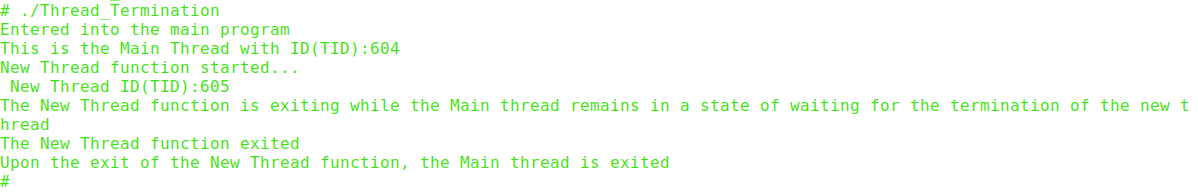 # ./Thread_Termination
Entered into the main program
This is the Main Thread with ID(TID):604
New Thread function started...
 New Thread ID(TID):605
The New Thread function is exiting while the Main thread remains in a state of waiting for the termination of the new t
hread
The New Thread function exited
Upon the exit of the New Thread function, the Main thread is exited
#